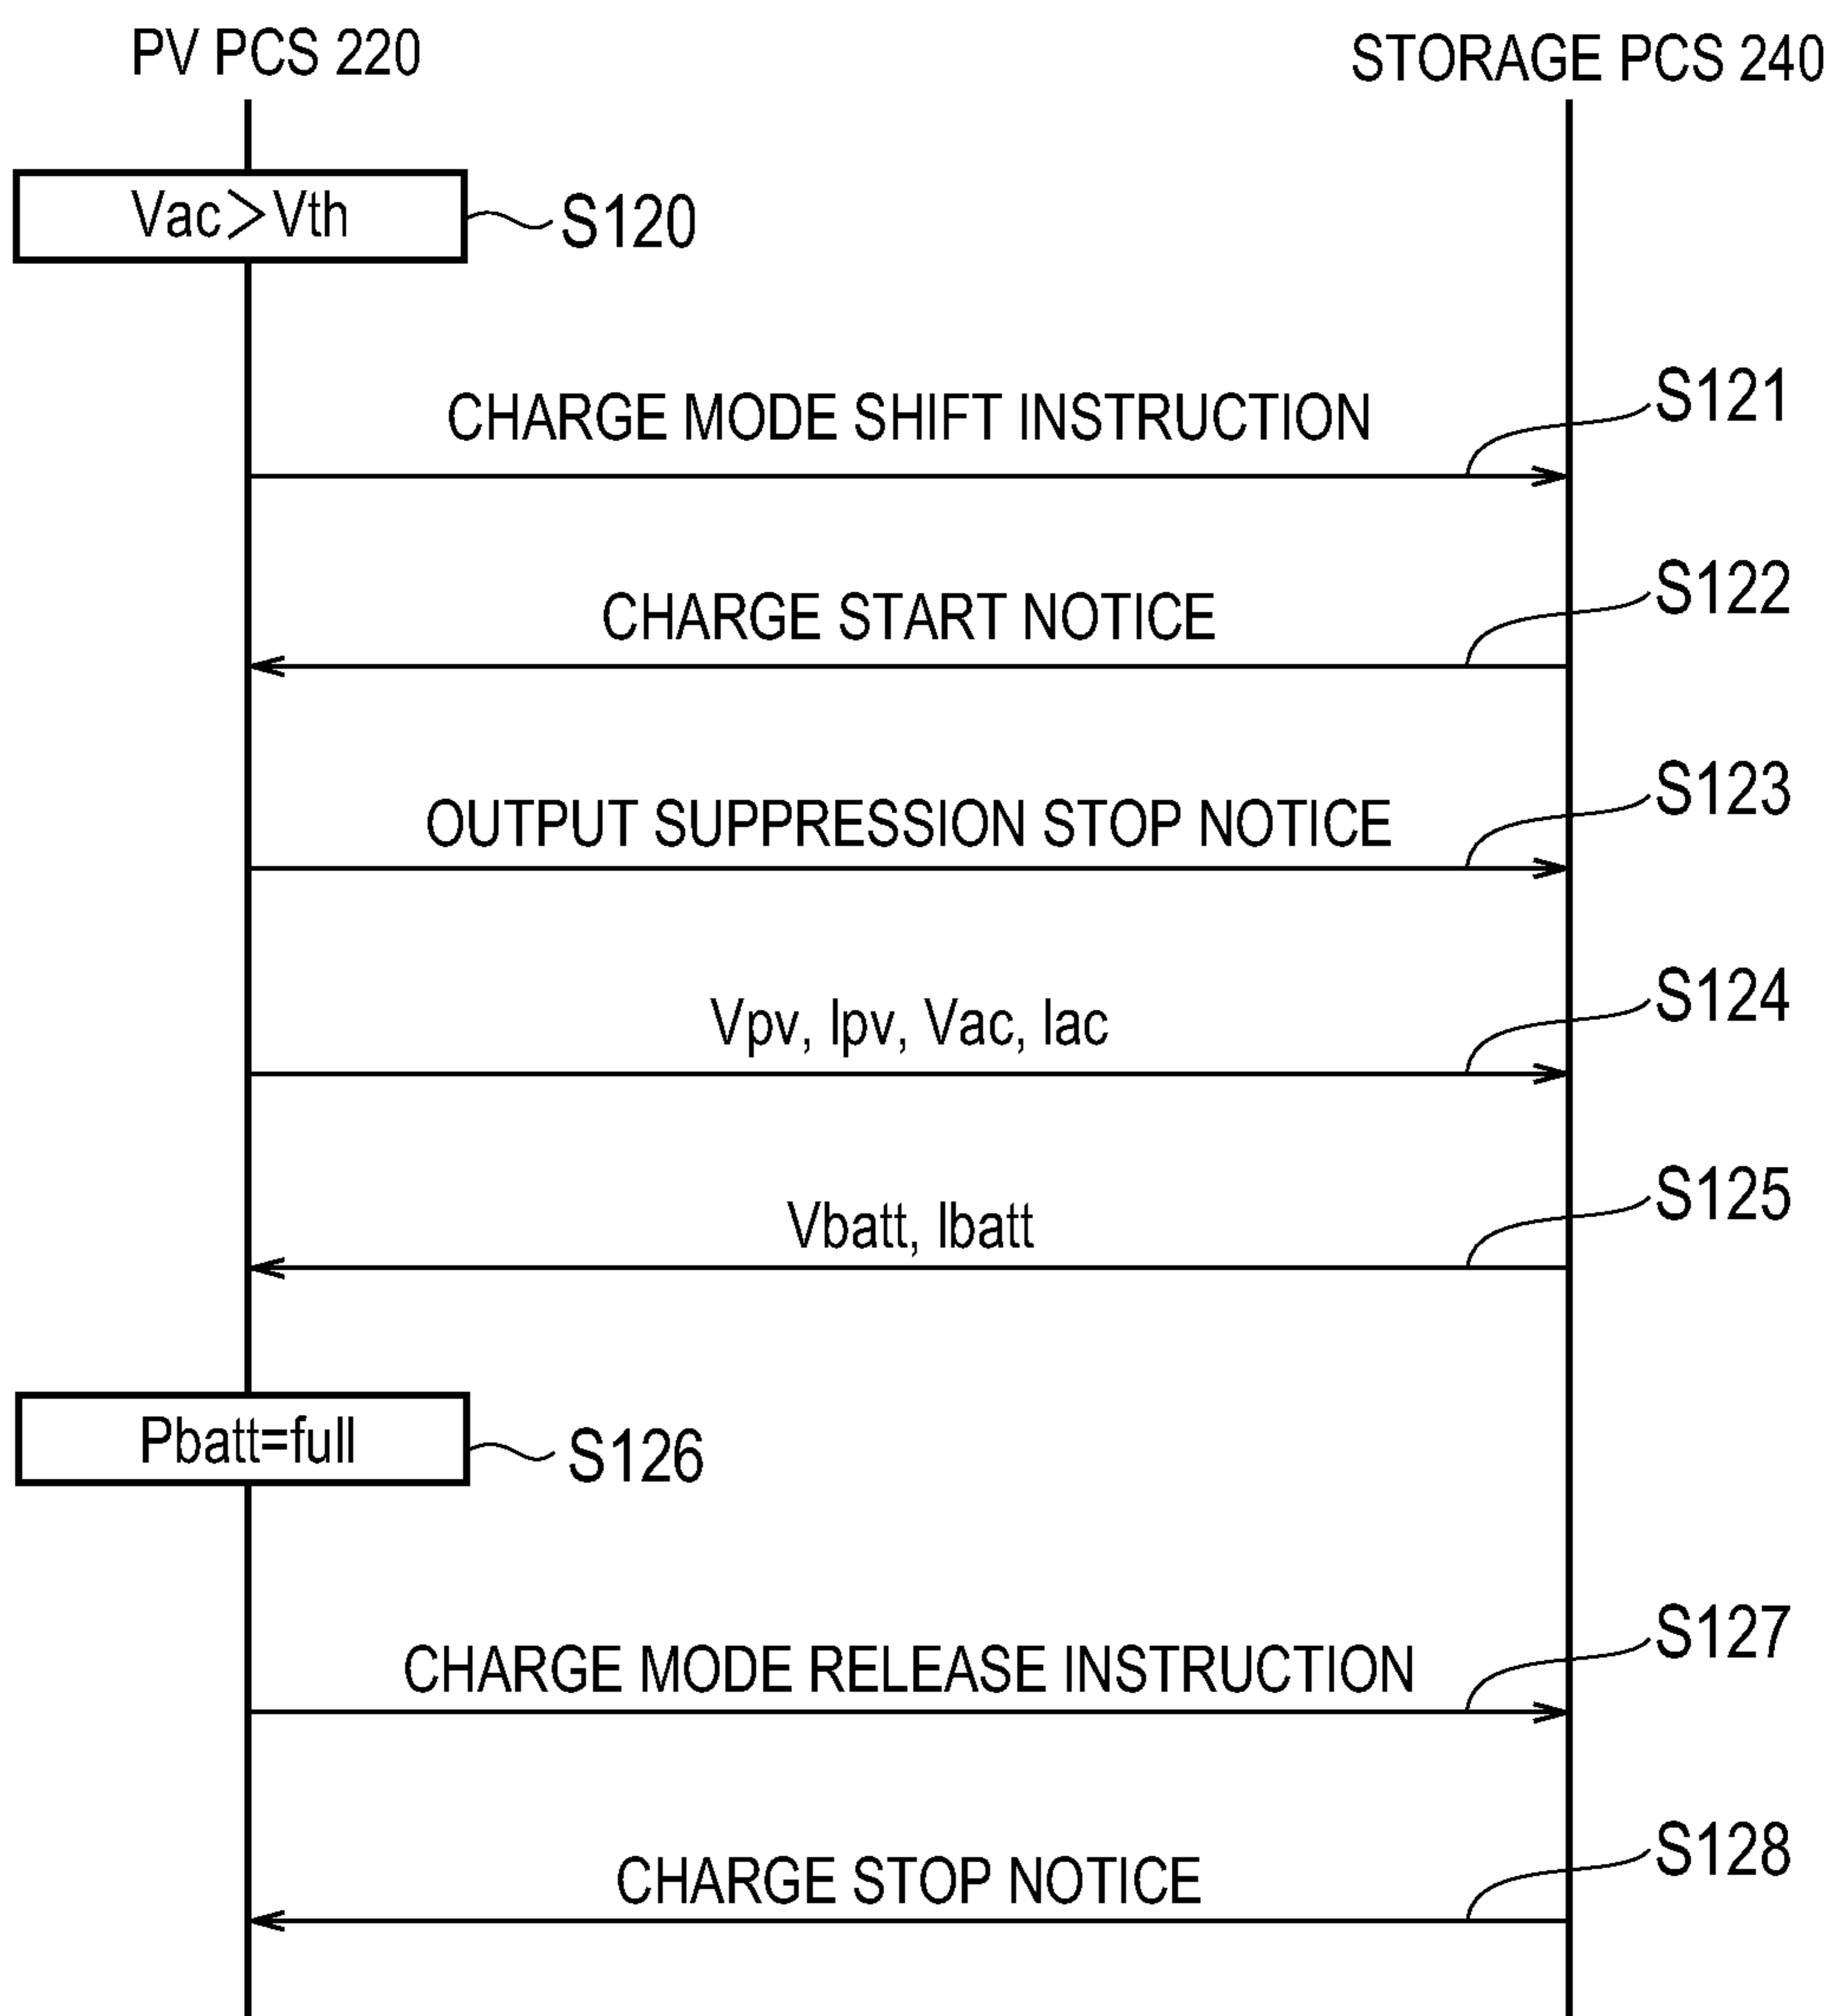 PV PCS 220
STORAGE PCS 240
Vac＞Vth
S120
S121
CHARGE MODE SHIFT INSTRUCTION
S122
CHARGE START NOTICE
S123
OUTPUT SUPPRESSION STOP NOTICE
S124
Vpv, Ipv, Vac, Iac
S125
Vbatt, Ibatt
Pbatt=full
S126
S127
CHARGE MODE RELEASE INSTRUCTION
S128
CHARGE STOP NOTICE